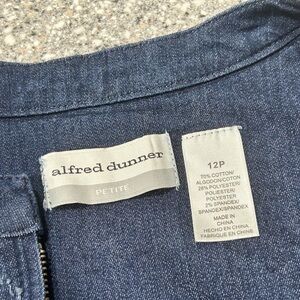 alfred dunner
PETITE
12P
70% COTTON/
ALGODON/COTON
28% POLYESTER/
POLIESTER/
POLYESTER
2% SPANDEX/
SPANDEX/SPANDEX
MADE IN
CHINA
HECHO EN CHINA
FABRIQUE EN CHINE